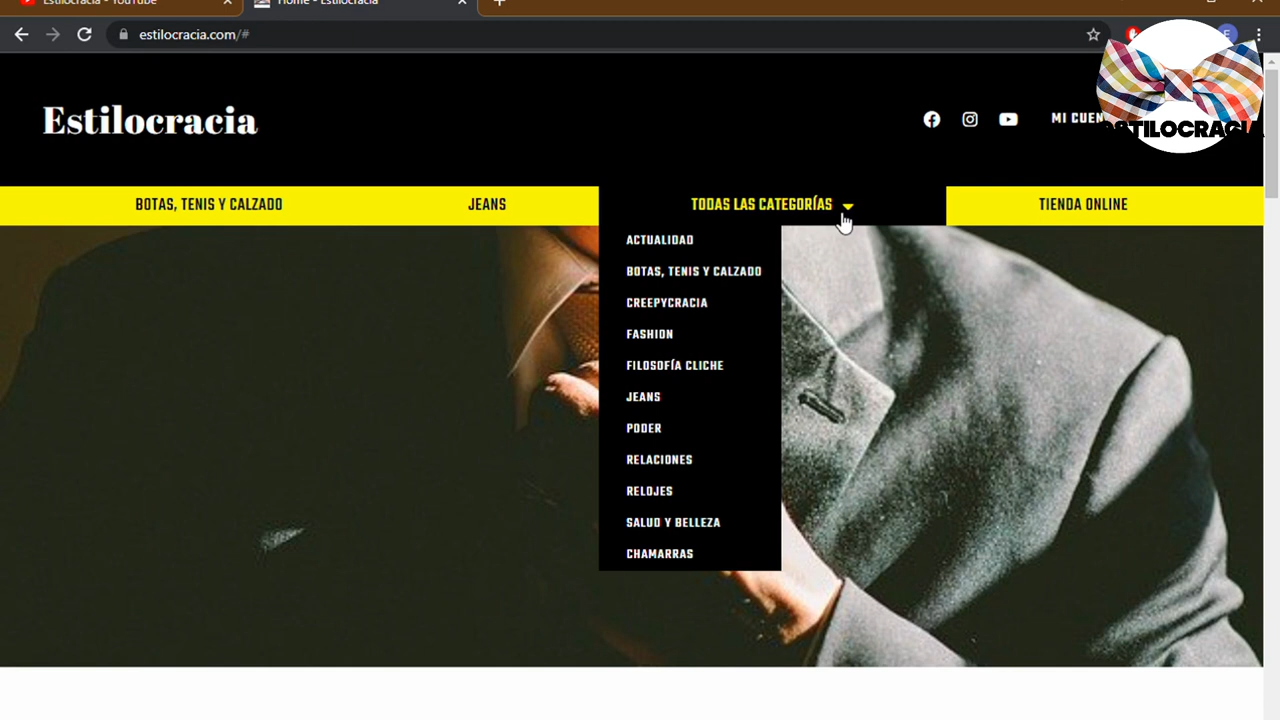 Estilocracia - YouTube
Home - Estilocracia
estilocracia.com/#
E
Estilocracia
MI CUEN
ESTILOCRACIA
BOTAS, TENIS Y CALZADO
JEANS
TODAS LAS CATEGORÍAS
TIENDA ONLINE
ACTUALIDAD
BOTAS, TENIS Y CALZADO
CREEPYCRACIA
FASHION
FILOSOFÍA CLICHE
JEANS
PODER
RELACIONES
RELOJES
SALUD Y BELLEZA
CHAMARRAS